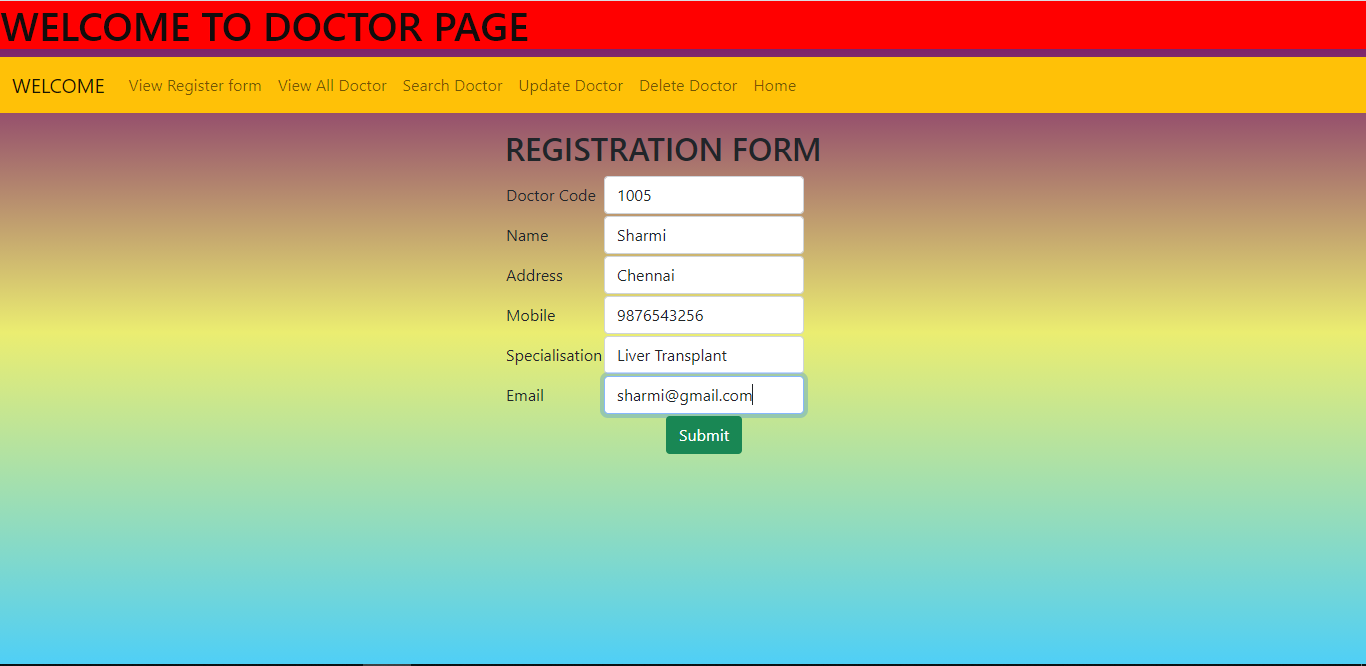 WELCOME TO DOCTOR PAGE
WELCOME View Register form View All Doctor Search Doctor Update Doctor Delete Doctor Home
REGISTRATION FORM
Doctor Code 1005
Name Sharmi
Address Chennai
Mobile 9876543256
Specialisation Liver Transplant
Email sharmi@gmail.com
Submit